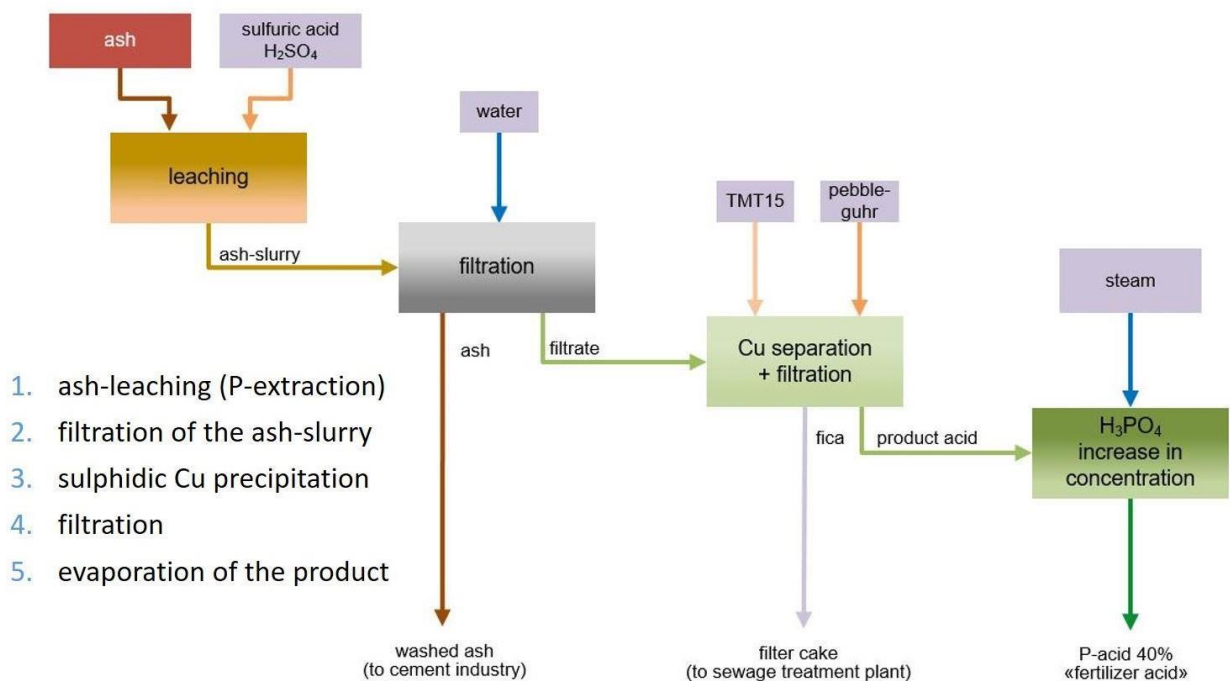 ash
sulfuric acid
H₂SO₄
leaching
water
ash-slurry
filtration
TMT15
pebble-
guhr
ash
filtrate
Cu separation
+ filtration
steam
fica
product acid
H₃PO₄
increase in
concentration
1. ash-leaching (P-extraction)
2. filtration of the ash-slurry
3. sulphidic Cu precipitation
4. filtration
5. evaporation of the product
washed ash
(to cement industry)
filter cake
(to sewage treatment plant)
P-acid 40%
«fertilizer acid»